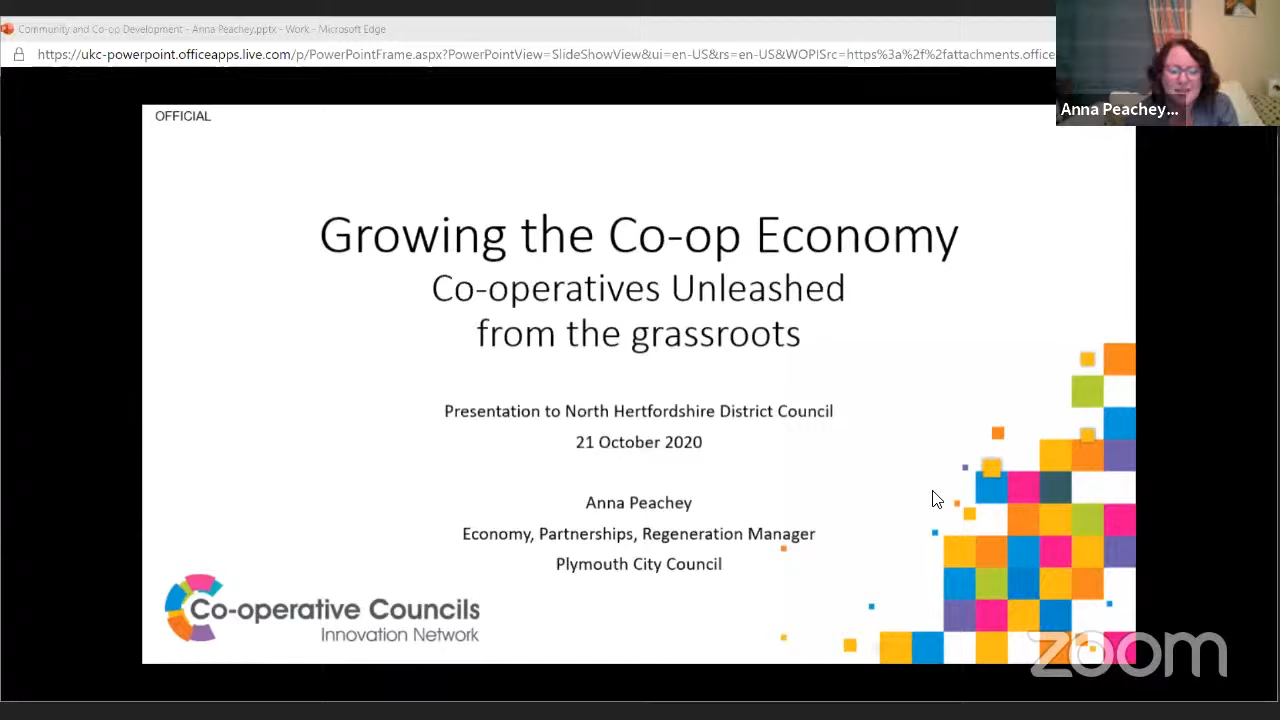 Community and Co-op Development - Anna Peachey.pptx - Work - Microsoft Edge
https://ukc-powerpoint.officeapps.live.com/p/PowerPointFrame.aspx?PowerPointView=SlideShowView&ui=en-US&rs=en-US&WOPISrc=https%3a%2f%2fattachments.office
Anna Peachey...
OFFICIAL
Growing the Co-op Economy
Co-operatives Unleashed
from the grassroots
Presentation to North Hertfordshire District Council
21 October 2020
Anna Peachey
Economy, Partnerships, Regeneration Manager
Plymouth City Council
Co-operative Councils
Innovation Network
zoom